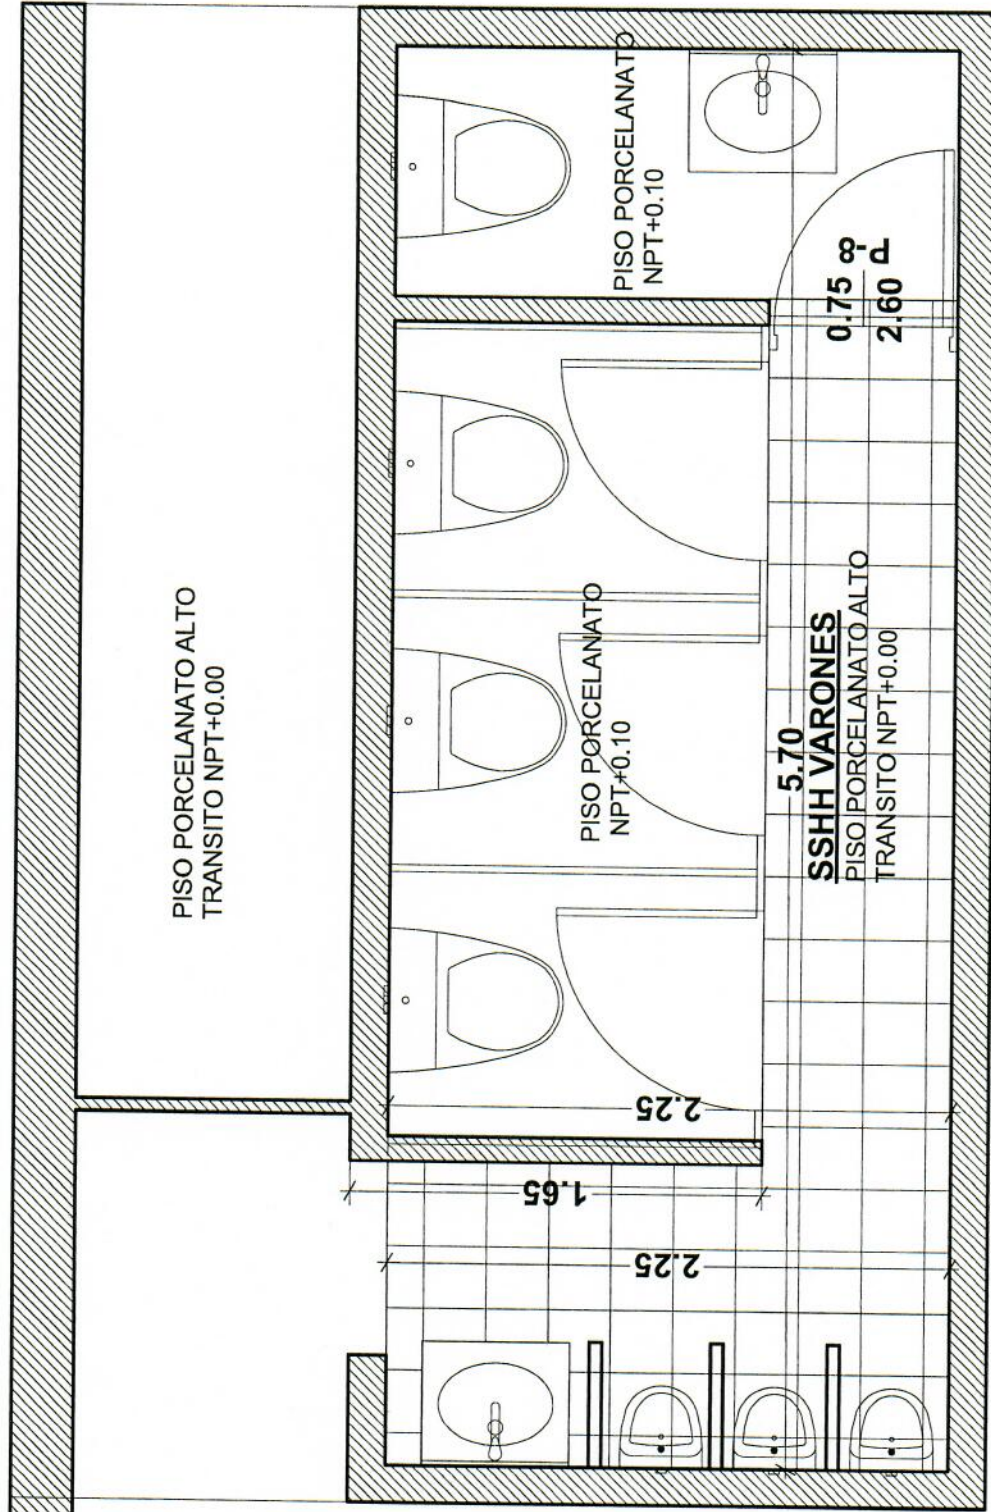 PISO PORCELANATO ALTO
TRANSITO NPT+0.00
PISO PORCELANATO
NPT+0.10
PISO PORCELANATO
NPT+0.10
0.75
2.60
P-8
5.70
SSHH VARONES
PISO PORCELANATO ALTO
TRANSITO NPT+0.00
2.25
1.65
2.25